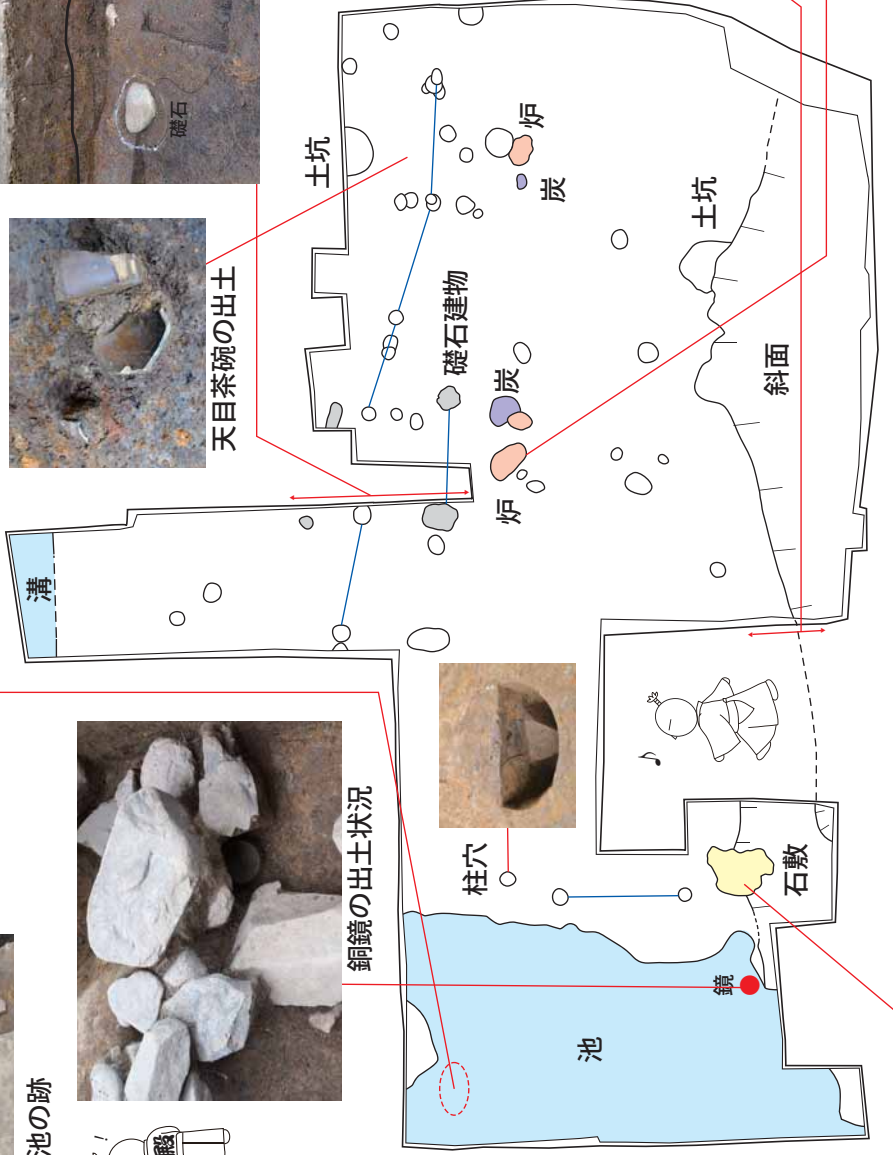 礎石
土坑
炉
炭
土坑
天目茶碗の出土
礎石建物
炭
斜面
炉
溝
銅鏡の出土状況
柱穴
石敷
鏡
池
池の跡
殿